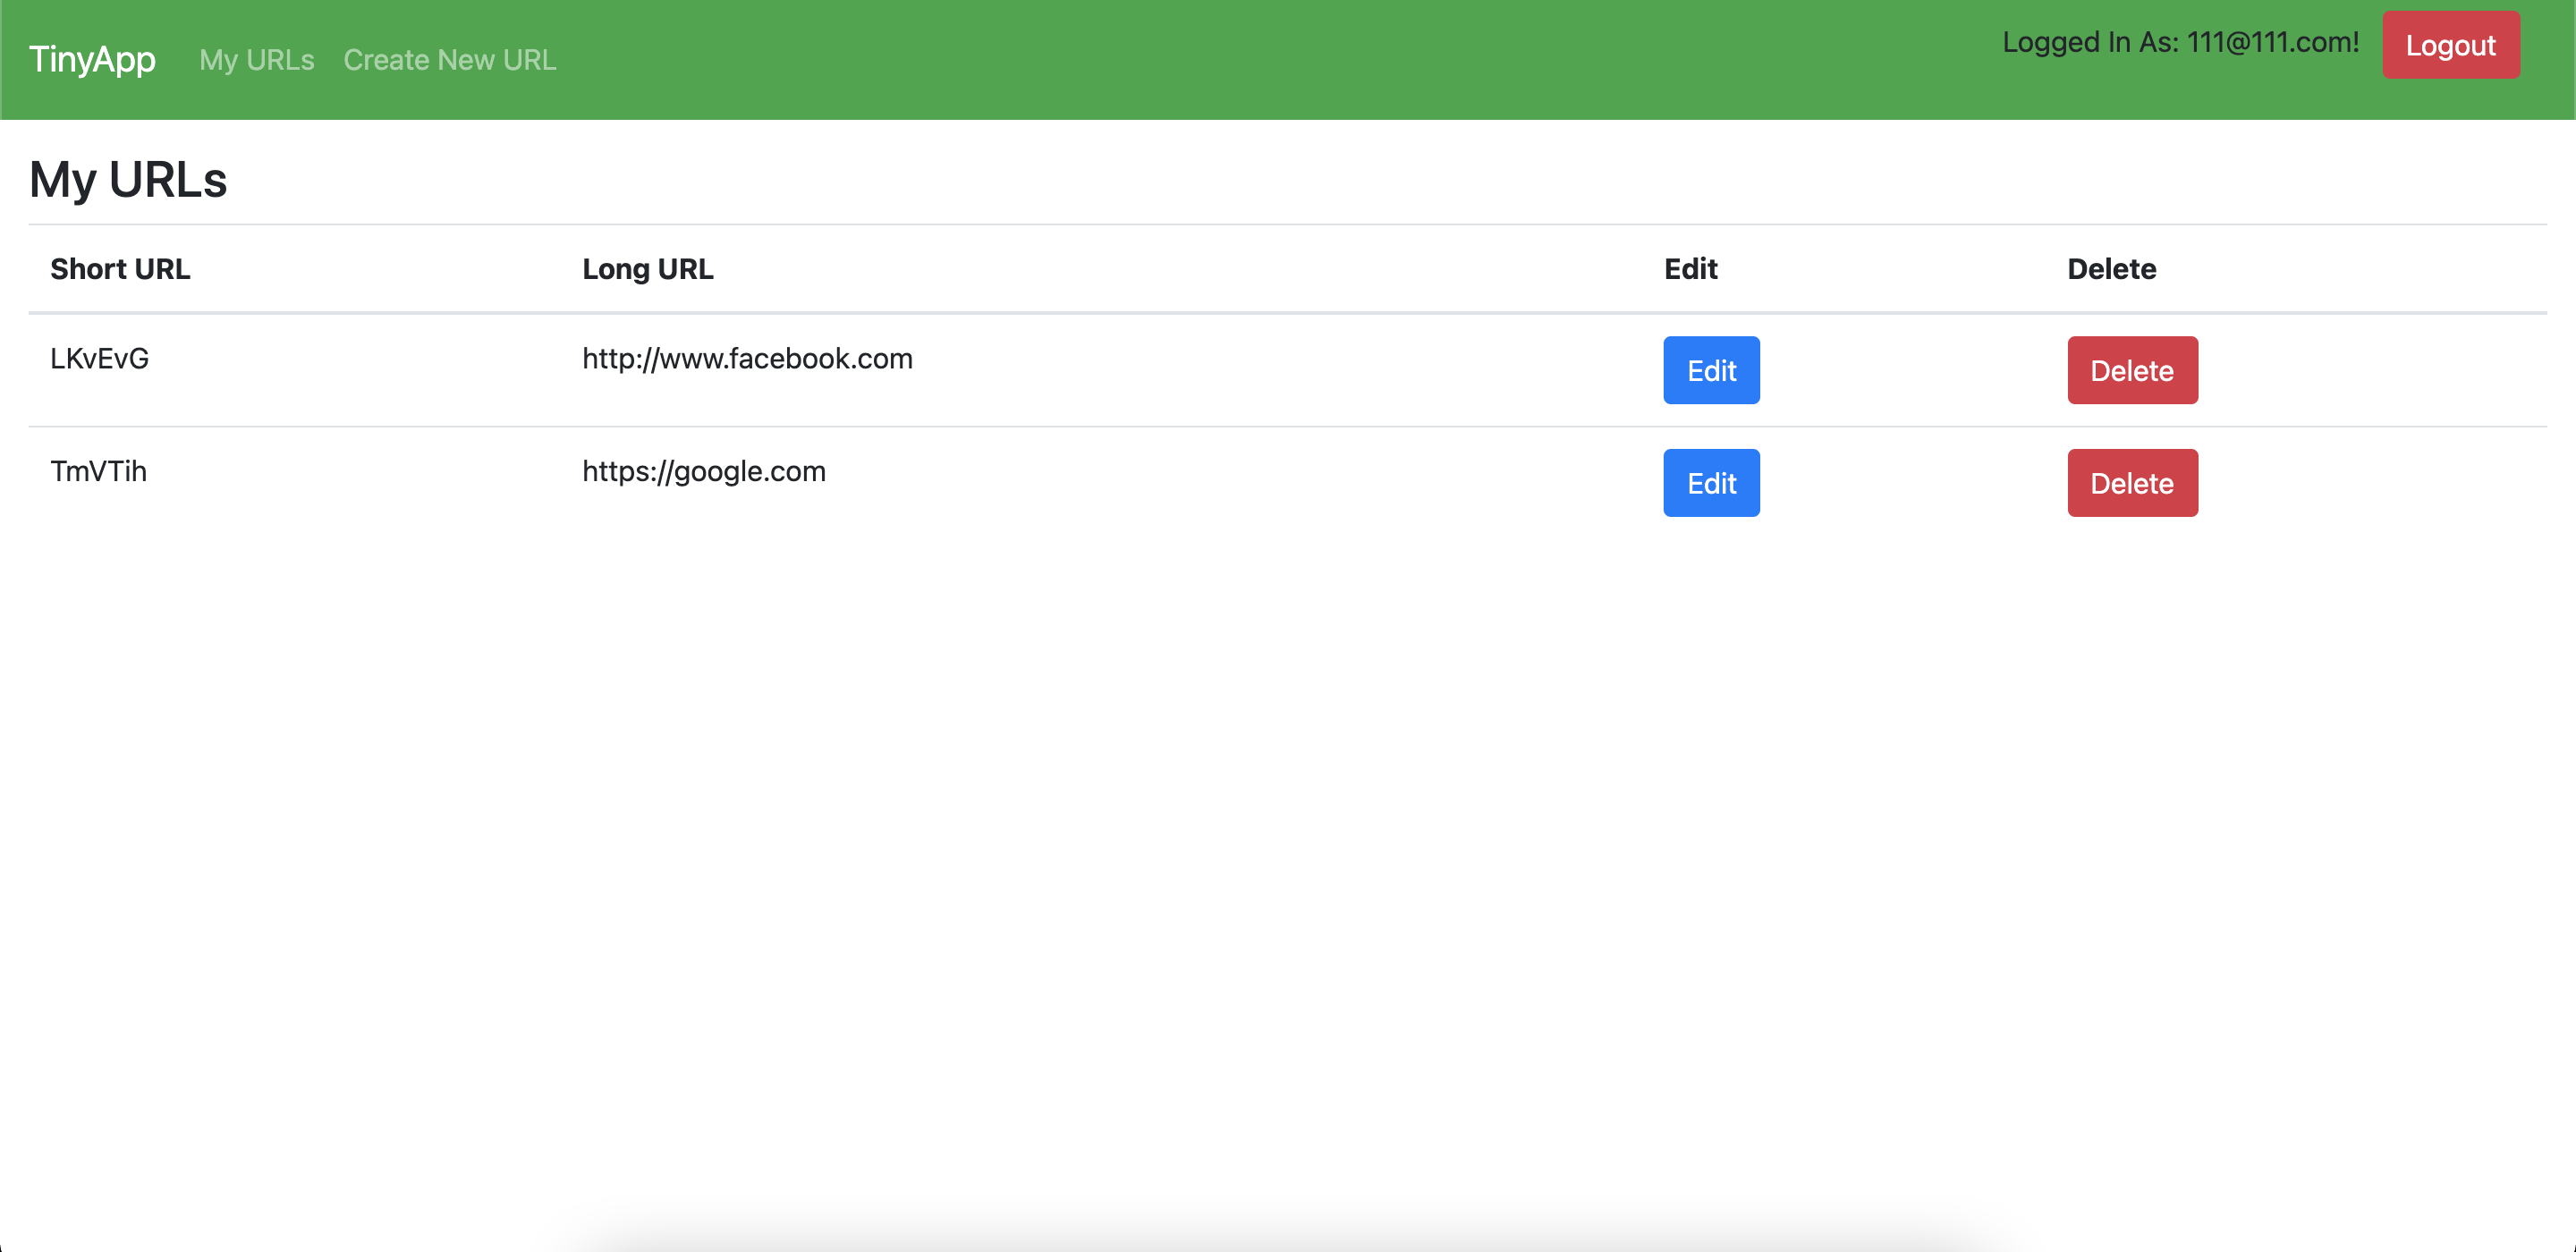 TinyApp My URLs Create New URL Logged In As: 111@111.com! Logout
My URLs
Short URL Long URL Edit Delete
LKvEvG http://www.facebook.com Edit Delete
TmVTih https://google.com Edit Delete